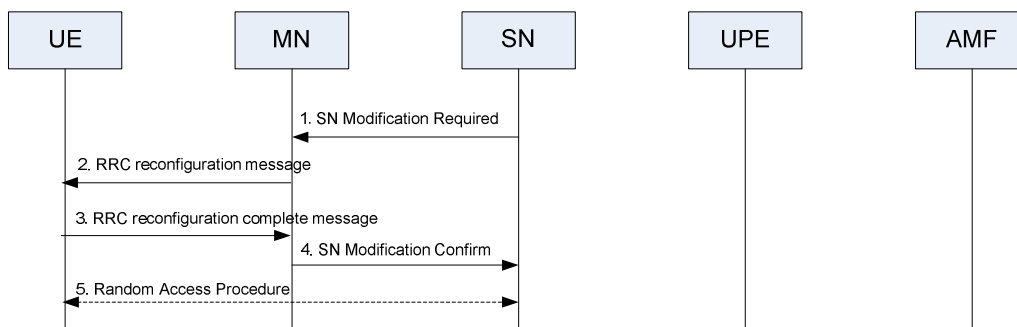 UE MN SN UPE AMF
1. SN Modification Required
2. RRC reconfiguration message
3. RRC reconfiguration complete message
4. SN Modification Confirm
5. Random Access Procedure